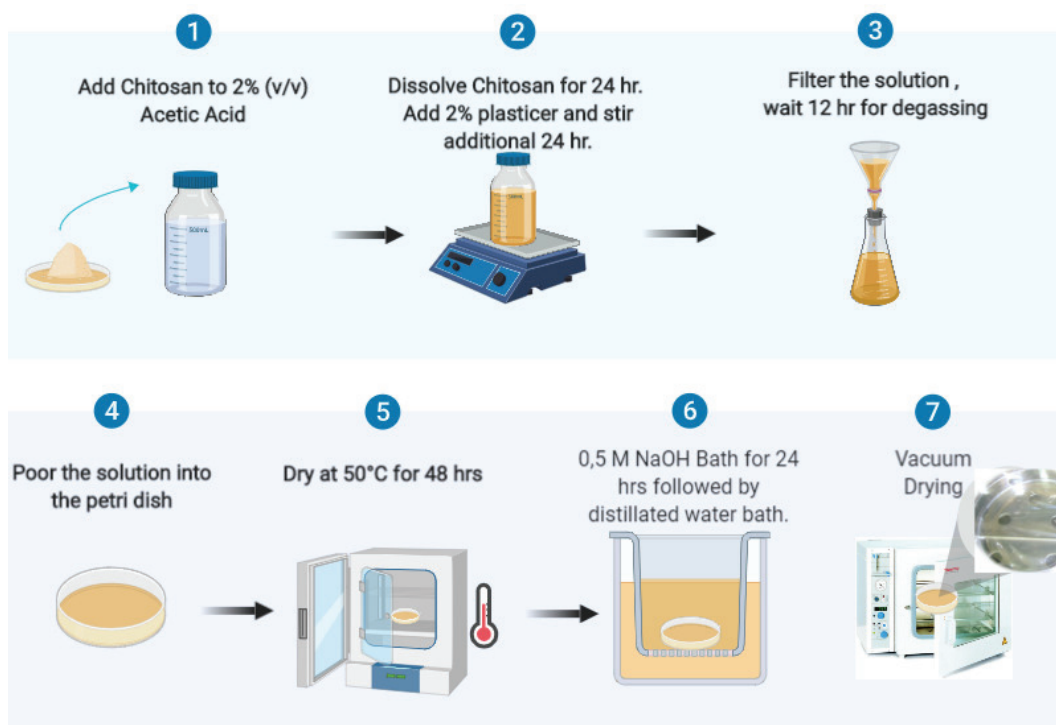 1
Add Chitosan to 2% (v/v)
Acetic Acid
500mL
2
Dissolve Chitosan for 24 hr.
Add 2% plasticer and stir
additional 24 hr.
3
Filter the solution ,
wait 12 hr for degassing
4
Poor the solution into
the petri dish
5
Dry at 50°C for 48 hrs
6
0,5 M NaOH Bath for 24
hrs followed by
distillated water bath.
7
Vacuum
Drying